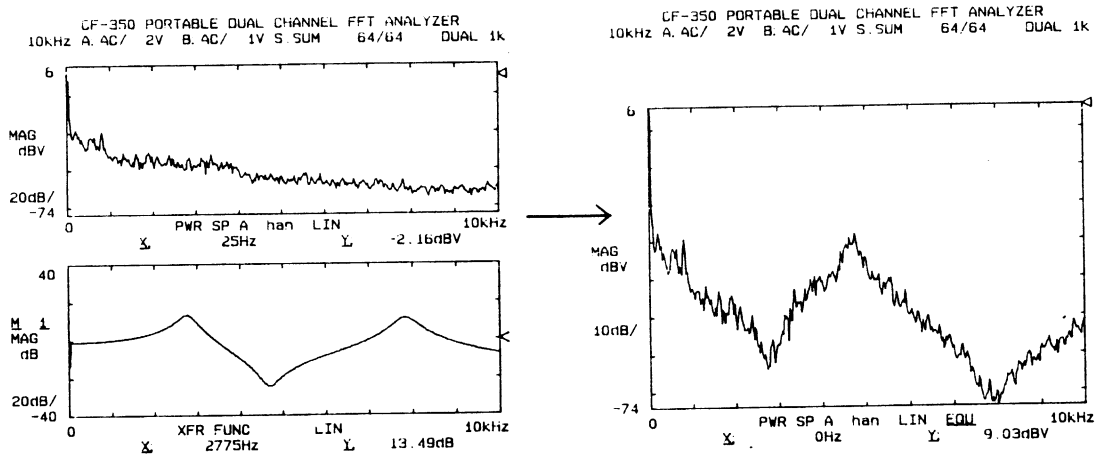 CF-350 PORTABLE DUAL CHANNEL FFT ANALYZER
10kHz A.AC/ 2V B.AC/ 1V S.SUM 64/64 DUAL 1k
6
MAG
dBV
20dB/
-74
PWR SP A han LIN 10kHz
X. 25Hz Y. -2.16dBV
40
M 1
MAG
dB
20dB/
-40
0 XFR FUNC LIN 10kHz
X. 2775Hz Y. 13.49dB
CF-350 PORTABLE DUAL CHANNEL FFT ANALYZER
10kHz A.AC/ 2V B.AC/ 1V S.SUM 64/64 DUAL 1k
6
MAG
dBV
10dB/
-74
0 PWR SP A han LIN EQU 10kHz
X: 0Hz Y: 9.03dBV